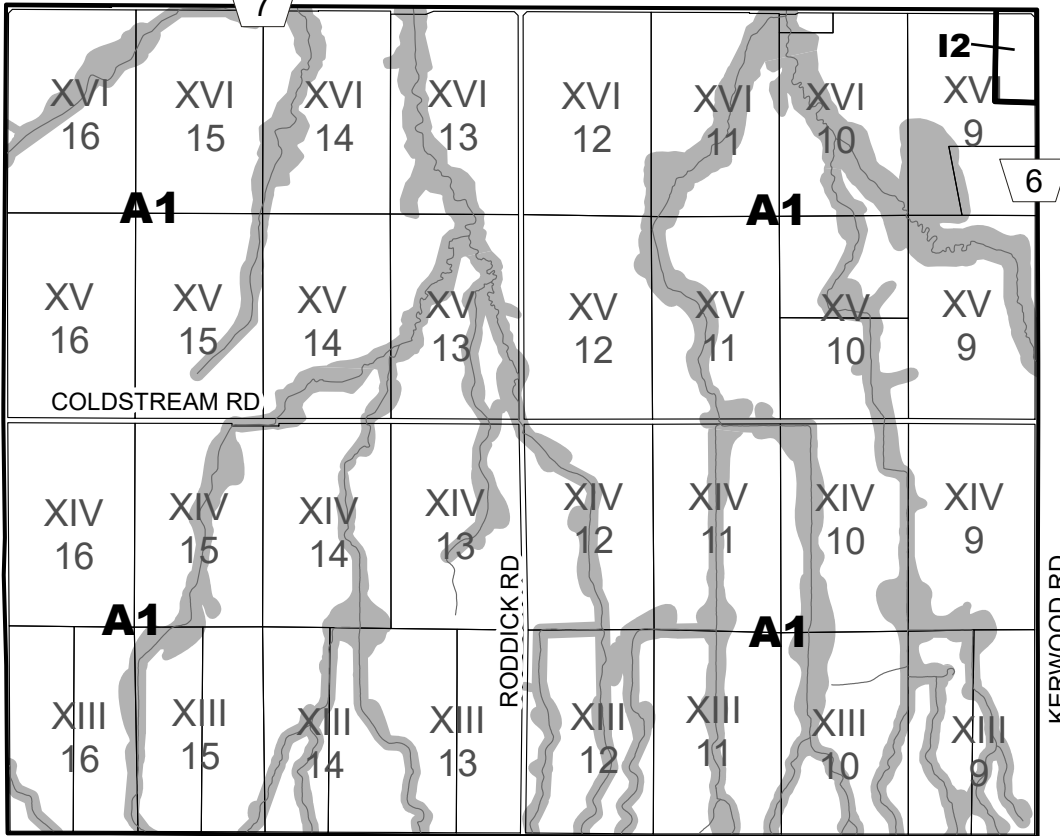 7
I2
XVI
16
XVI
15
XVI
14
XVI
13
XVI
12
XVI
11
XVI
10
XVI
9
6
A1
A1
XV
16
XV
15
XV
14
XV
13
XV
12
XV
11
XV
10
XV
9
COLDSTREAM RD
XIV
16
XIV
15
XIV
14
XIV
13
XIV
12
XIV
11
XIV
10
XIV
9
RODDICK RD
KERWOOD RD
A1
A1
XIII
16
XIII
15
XIII
14
XIII
13
XIII
12
XIII
11
XIII
10
XIII
9